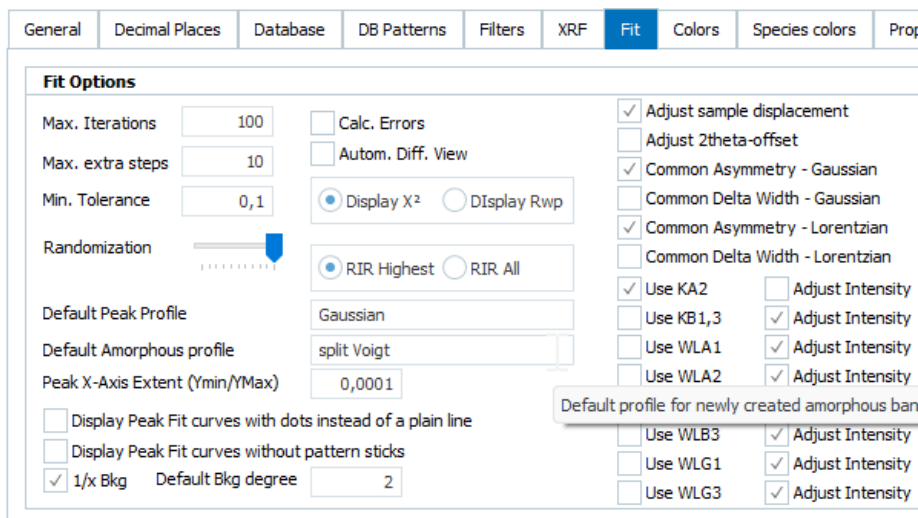 General Decimal Places Database DB Patterns Filters XRF Fit Colors Species colors Prop
Fit Options
Max. Iterations 100
Max. extra steps 10
Min. Tolerance 0,1
Randomization
Calc. Errors
Autom. Diff. View
Display X² DIsplay Rwp
RIR Highest RIR All
Default Peak Profile Gaussian
Default Amorphous profile split Voigt
Peak X-Axis Extent (Ymin/YMax) 0,0001
Display Peak Fit curves with dots instead of a plain line
Display Peak Fit curves without pattern sticks
1/x Bkg Default Bkg degree 2
Adjust sample displacement
Adjust 2theta-offset
Common Asymmetry - Gaussian
Common Delta Width - Gaussian
Common Asymmetry - Lorentzian
Common Delta Width - Lorentzian
Use KA2 Adjust Intensity
Use KB1,3 Adjust Intensity
Use WLA1 Adjust Intensity
Use WLA2 Adjust Intensity
Default profile for newly created amorphous ban
Use WLB3 Adjust Intensity
Use WLG1 Adjust Intensity
Use WLG3 Adjust Intensity